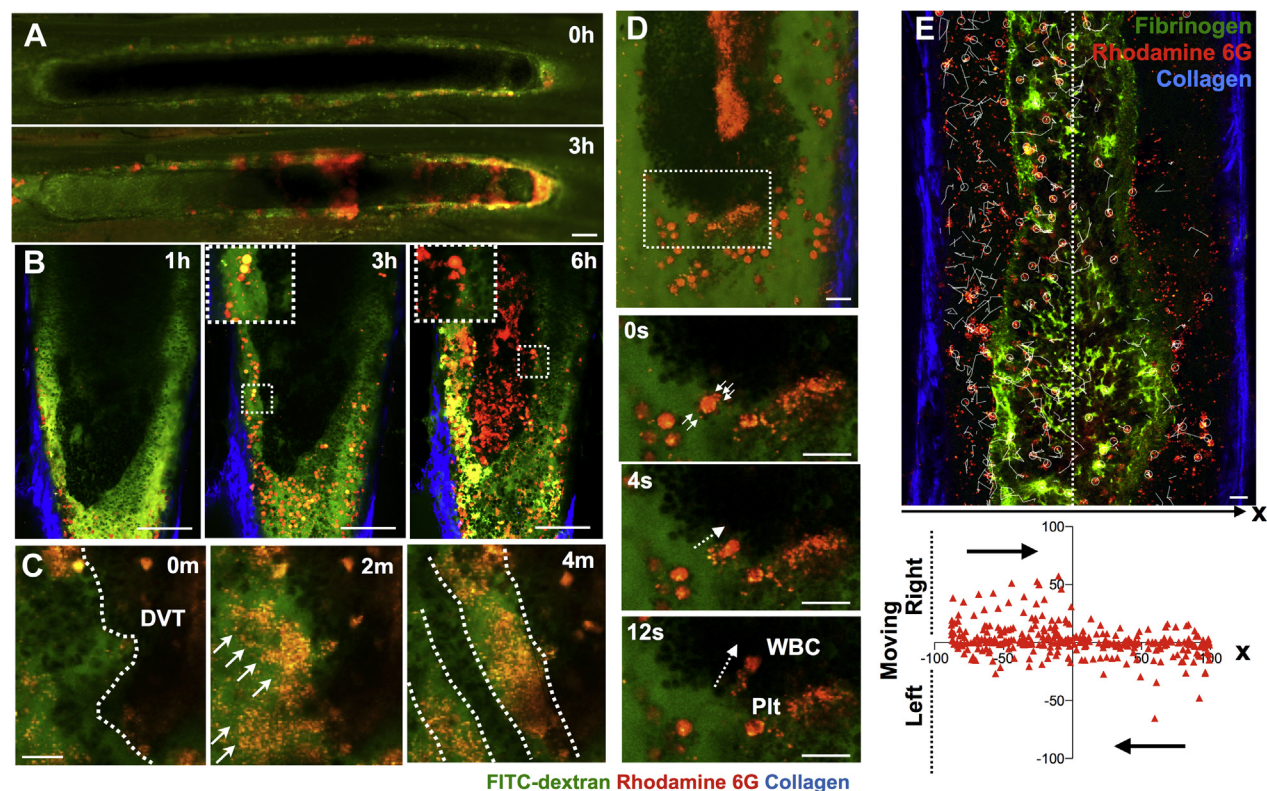 A
0h
3h
B
1h
3h
6h
C
0m
DVT
2m
4m
D
0s
4s
12s
WBC
Plt
FITC-dextran Rhodamine 6G Collagen
E
Fibrinogen
Rhodamine 6G
Collagen
x
100
50
-100
-50
50
100
x
-50
-100
Moving
Left
Right